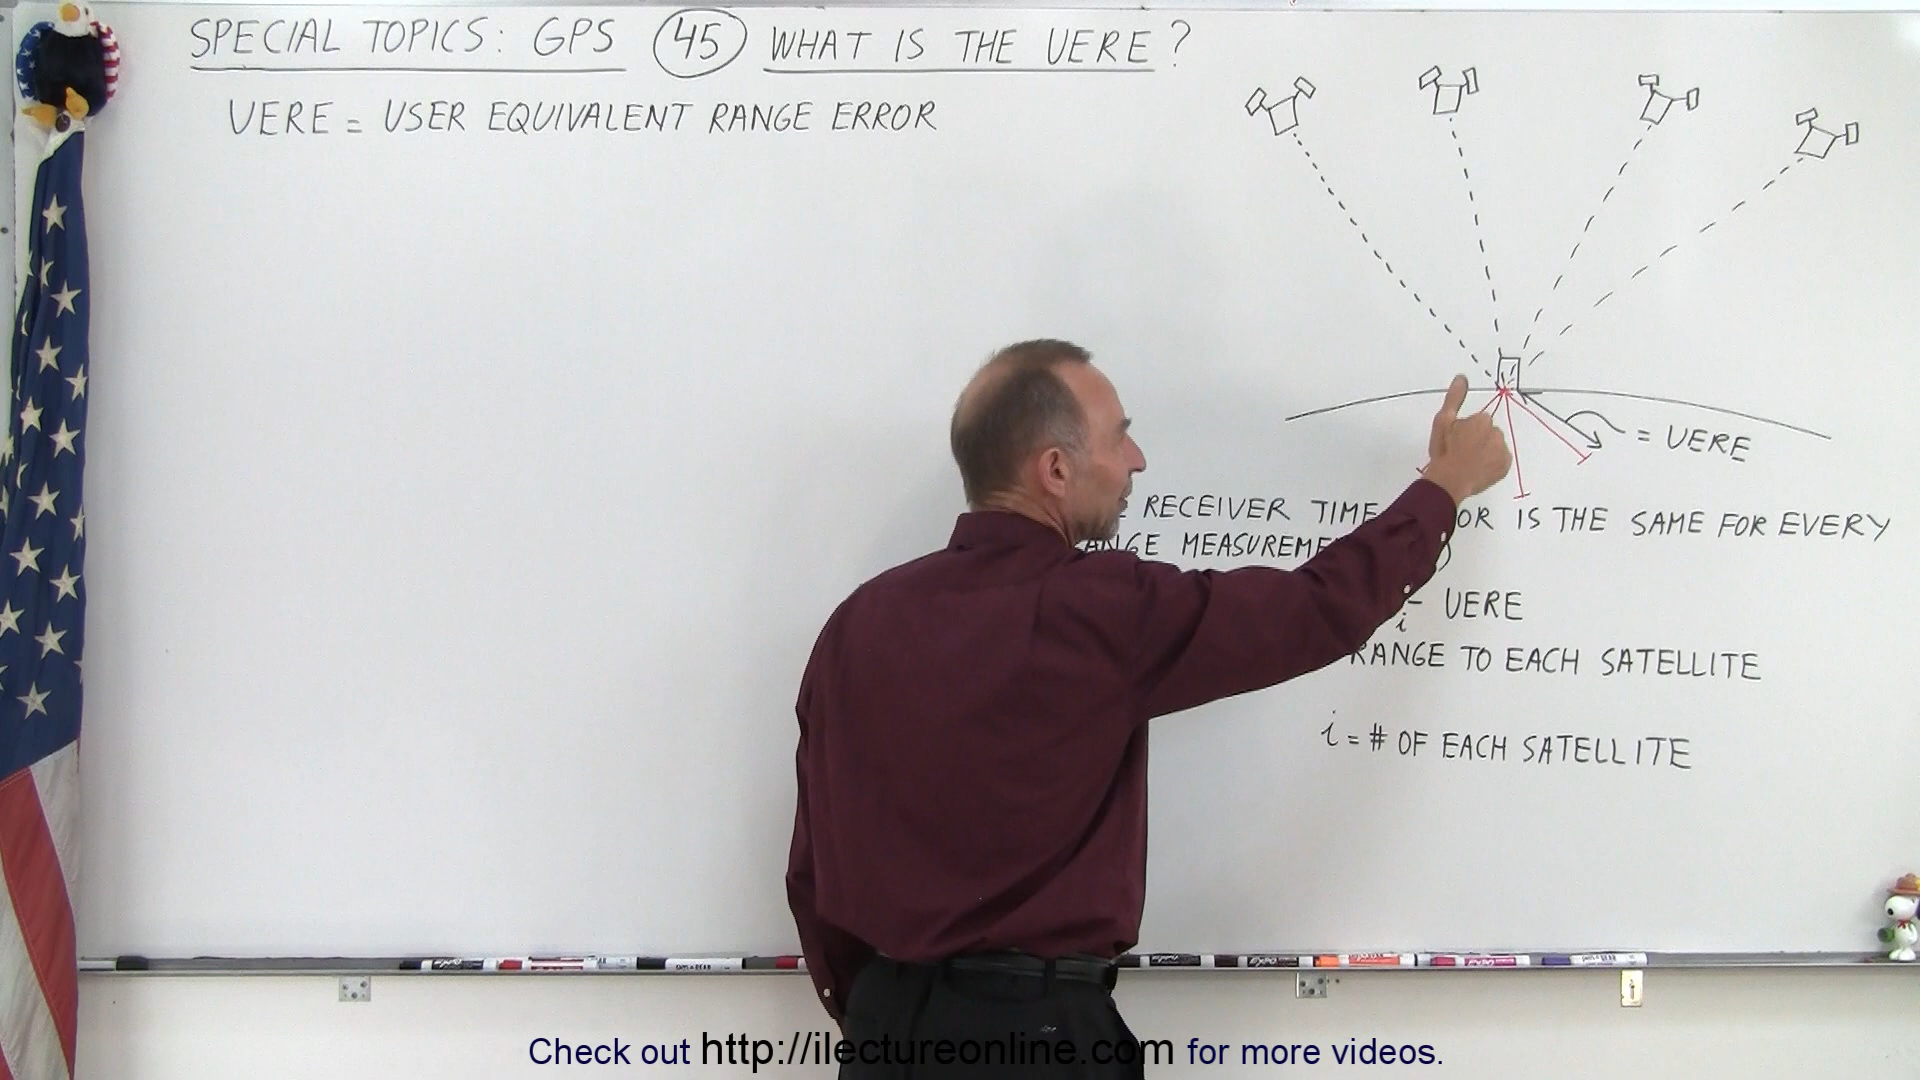 SPECIAL TOPICS: GPS 45 WHAT IS THE UERE?
UERE = USER EQUIVALENT RANGE ERROR
= UERE
RECEIVER TIME IS THE SAME FOR EVERY
MEASUREME
i - UERE
RANGE TO EACH SATELLITE
i = # OF EACH SATELLITE
Check out http://ilectureonline.com for more videos.